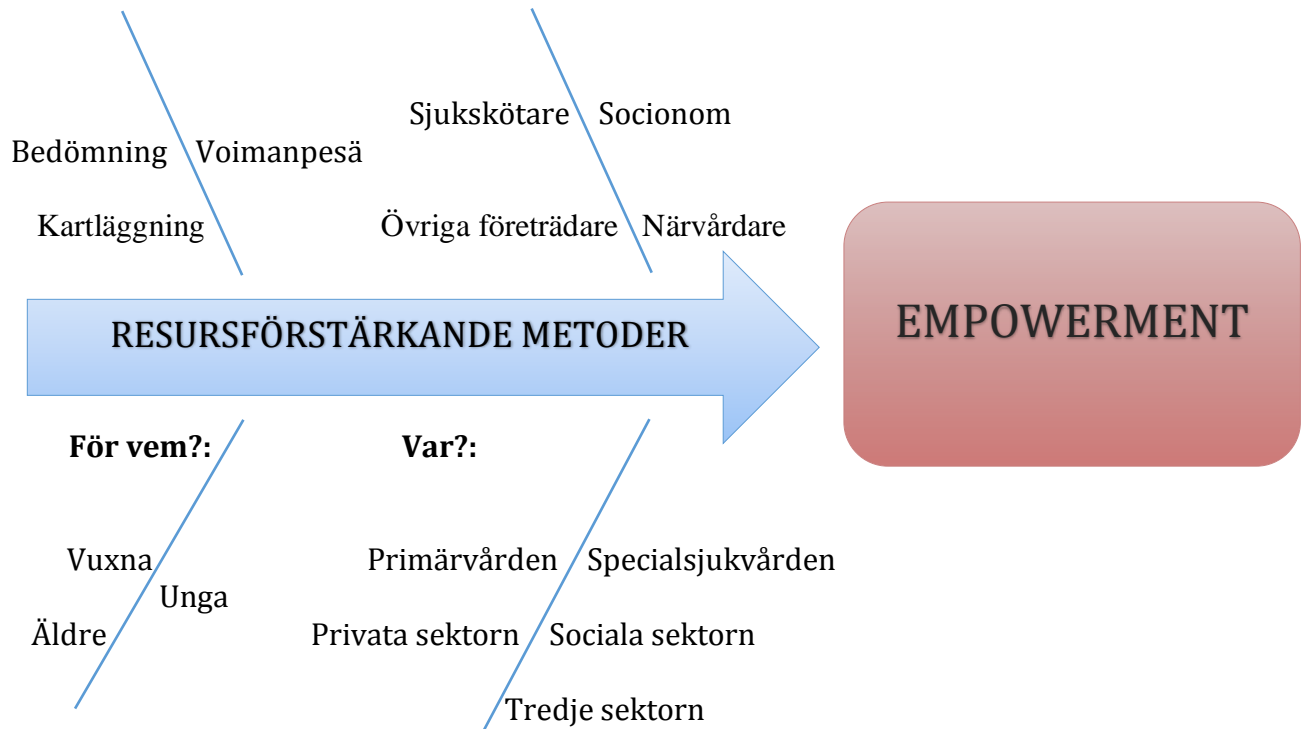 Sjukskötare Socionom
Bedömning Voimanpesä
Kartläggning Övriga företrädare Närvårdare
RESURSFÖRSTÄRKANDE METODER
EMPOWERMENT
För vem?: Var?:
Vuxna Primärvården Specialsjukvården
Unga
Äldre Privata sektorn Sociala sektorn
Tredje sektorn